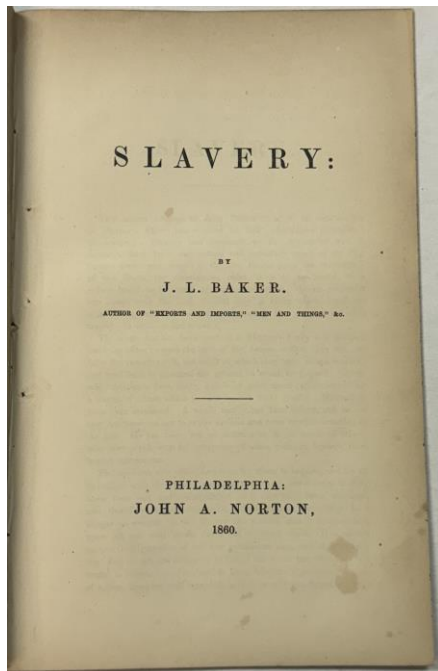 SLAVERY:
BY
J. L. BAKER.
AUTHOR OF "EXPORTS AND IMPORTS," "MEN AND THINGS," &c.
PHILADELPHIA:
JOHN A. NORTON,
1860.